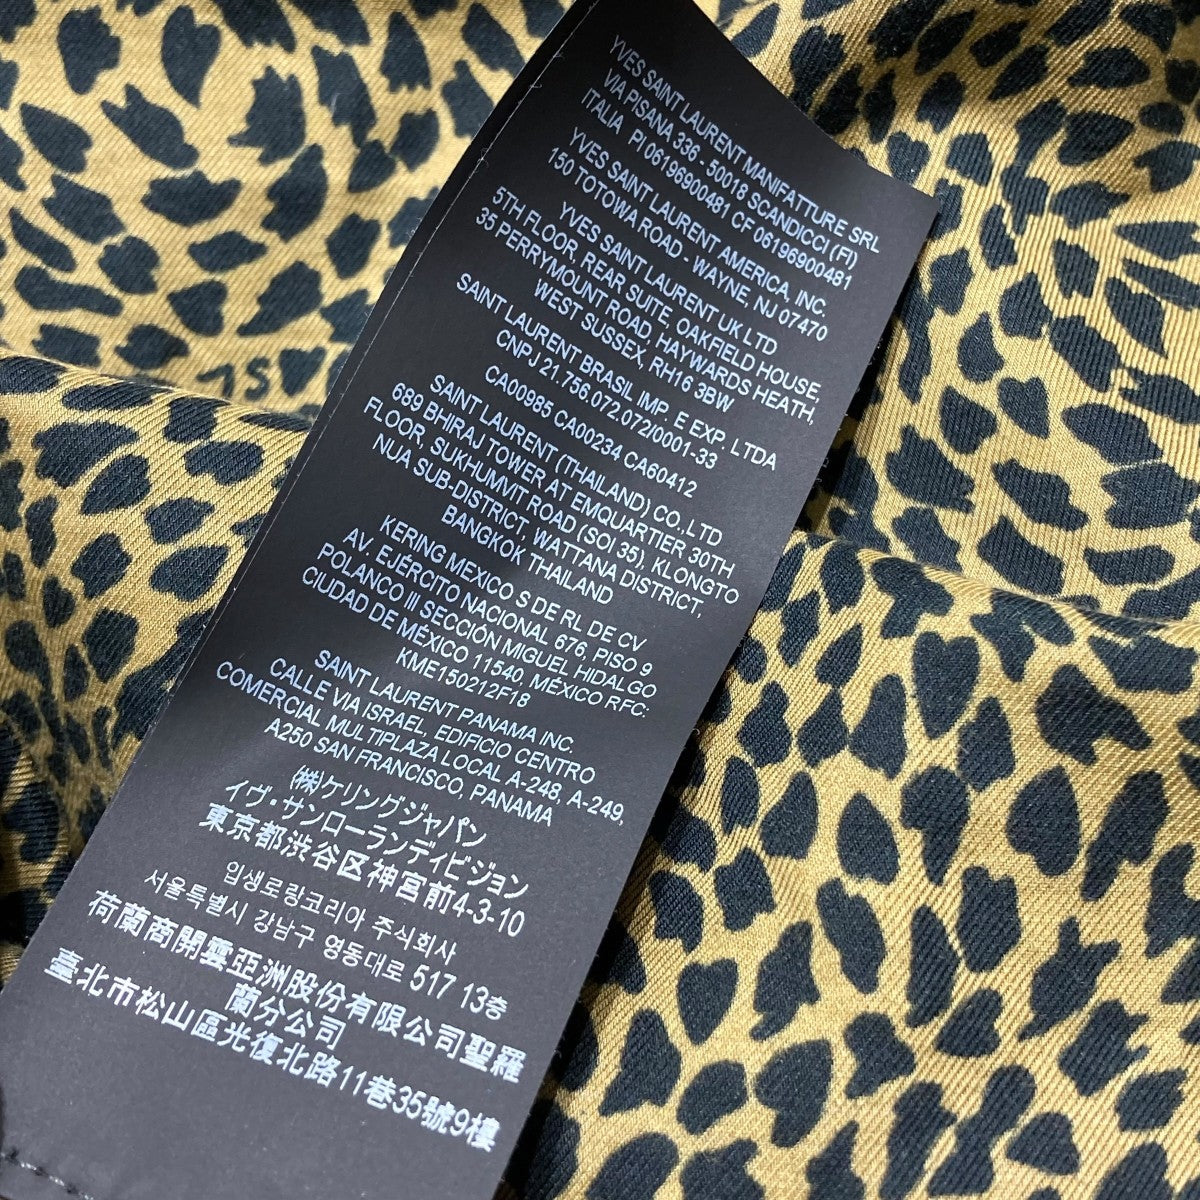 YVES SAINT LAURENT MANIFATTURE SRL
VIA PISANA 336 - 50018 SCANDICCI (FI)
ITALIA PI 06196900481 CF 06196900481
YVES SAINT LAURENT AMERICA, INC.
150 TOTOWA ROAD - WAYNE, NJ 07470
YVES SAINT LAURENT UK LTD
5TH FLOOR, REAR SUITE, OAKFIELD HOUSE,
35 PERRYMOUNT ROAD, HAYWARDS HEATH,
WEST SUSSEX, RH16 3BW
SAINT LAURENT BRASIL IMP. E EXP. LTDA
CNPJ 21.756.072/0001-33
CA00985 CA00234 CA60412
SAINT LAURENT (THAILAND) CO., LTD
689 BHIRAJ TOWER AT EMQUARTIER 30TH
FLOOR, SUKHUMVIT ROAD (SOI 35), KLONGTO
NUA SUB-DISTRICT, WATTANA DISTRICT,
BANGKOK THAILAND
KERING MEXICO S DE RL DE CV
AV. EJÉRCITO NACIONAL 676, PISO 9
POLANCO III SECCIÓN MIGUEL HIDALGO
CIUDAD DE MÉXICO 11540, MÉXICO RFC:
KME150212F18
SAINT LAURENT PANAMA INC.
CALLE VIA ISRAEL, EDIFICIO CENTRO
COMERCIAL MULTIPLAZA LOCAL A-248, A-249,
A250 SAN FRANCISCO, PANAMA
(株)ケリングジャパン
イヴ・サンローランディビジョン
東京都渋谷区神宮前4-3-10
입생로랑코리아 주식회사
서울특별시 강남구 영동대로 517 13층
荷蘭商開雲亞洲股份有限公司聖羅
蘭分公司
臺北市松山區光復北路11巷35號9樓